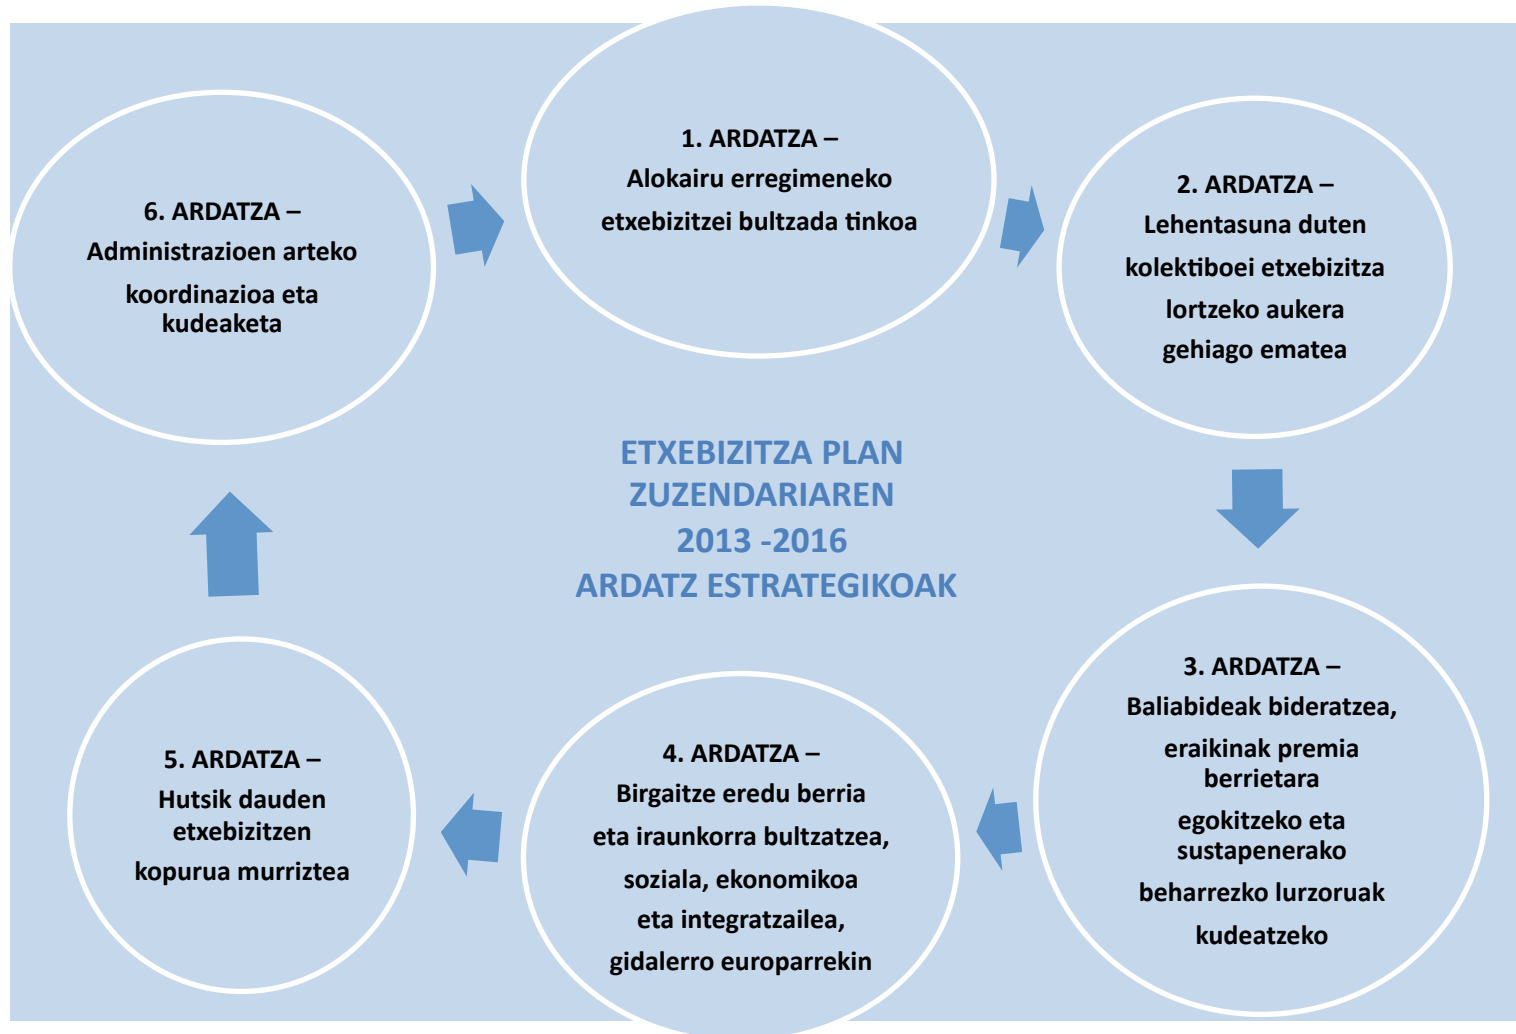 1. ARDATZA –
Alokairu erregimeneko
etxebizitzei bultzada tinkoa
2. ARDATZA –
Lehentasuna duten
kolektiboei etxebizitza
lortzeko aukera
gehiago ematea
3. ARDATZA –
Baliabideak bideratzea,
eraikinak premia
berrietara
egokitzeko eta
sustapenerako
beharrezko lurzoruak
kudeatzeko
4. ARDATZA –
Birgaitze eredu berria
eta iraunkorra bultzatzea,
soziala, ekonomikoa
eta integratzailea,
gidalerro europarrekin
5. ARDATZA –
Hutsik dauden
etxebizitzen
kopurua murriztea
6. ARDATZA –
Administrazioen arteko
koordinazioa eta
kudeaketa
ETXEBIZITZA PLAN
ZUZENDARIAREN
2013 -2016
ARDATZ ESTRATEGIKOAK